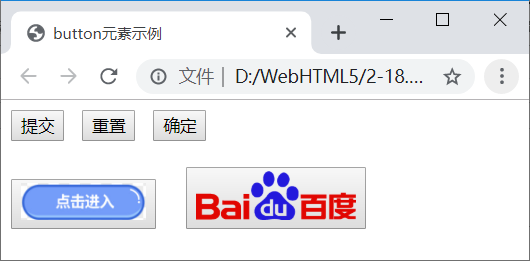 button元素示例
文件 | D:/WebHTML5/2-18....
提交 重置 确定
点击进入 Bai du 百度